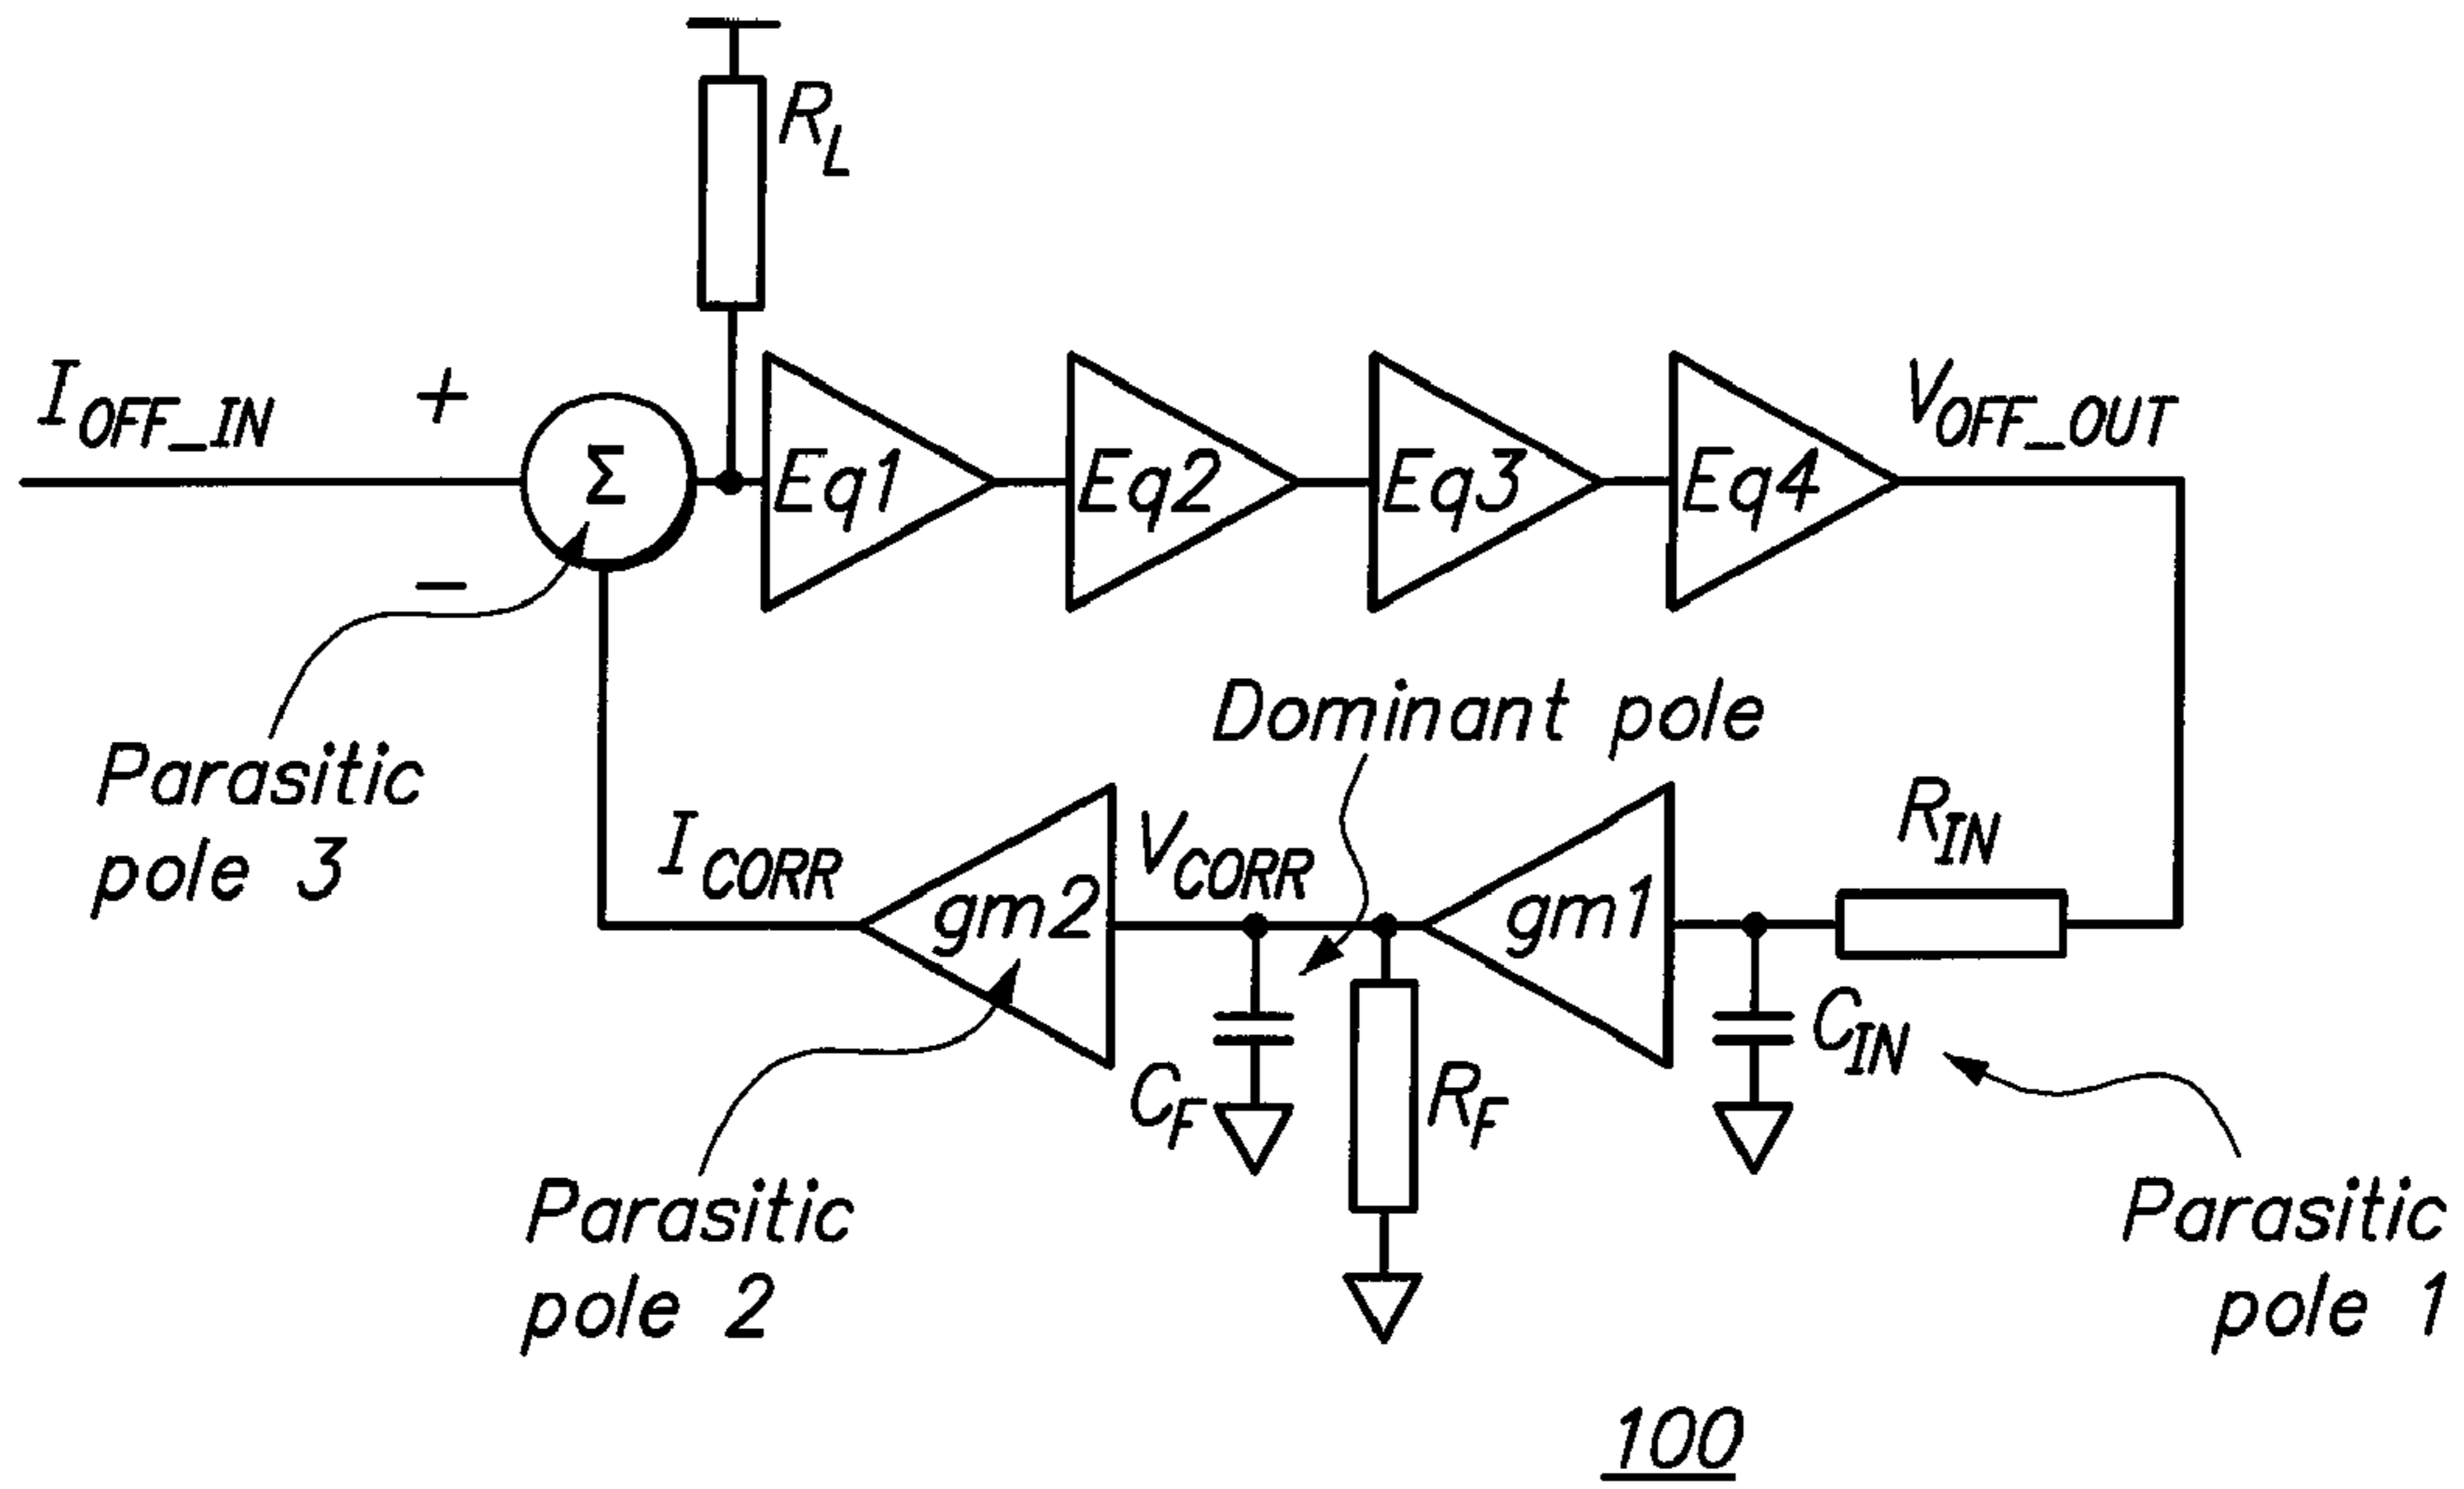 R_L
I_OFF_IN
+
Σ
Eq1
Eq2
Eq3
Eq4
V_OFF_OUT
−
Dominant pole
Parasitic
pole 3
I_CORR
gm2
V_CORR
gm1
R_IN
C_IN
C_F
R_F
Parasitic
pole 2
Parasitic
pole 1
100